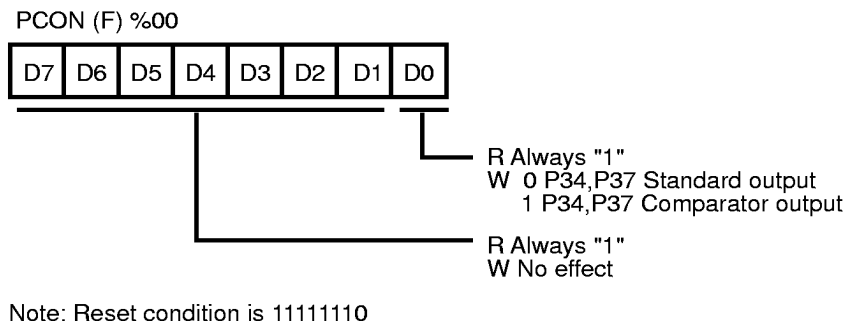 PCON (F) %00
D7 D6 D5 D4 D3 D2 D1 D0
R Always "1"
W 0 P34,P37 Standard output
1 P34,P37 Comparator output
R Always "1"
W No effect
Note: Reset condition is 11111110